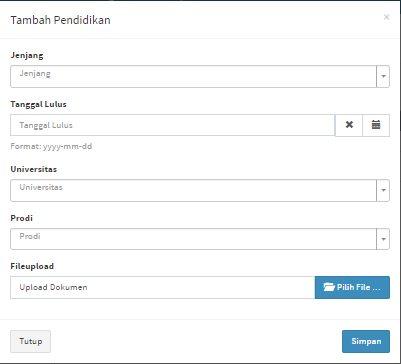 Tambah Pendidikan ×
Jenjang
Jenjang
Tanggal Lulus
Tanggal Lulus
Format: yyyy-mm-dd
Universitas
Universitas
Prodi
Prodi
Fileupload
Upload Dokumen Pilih File ...
Tutup Simpan